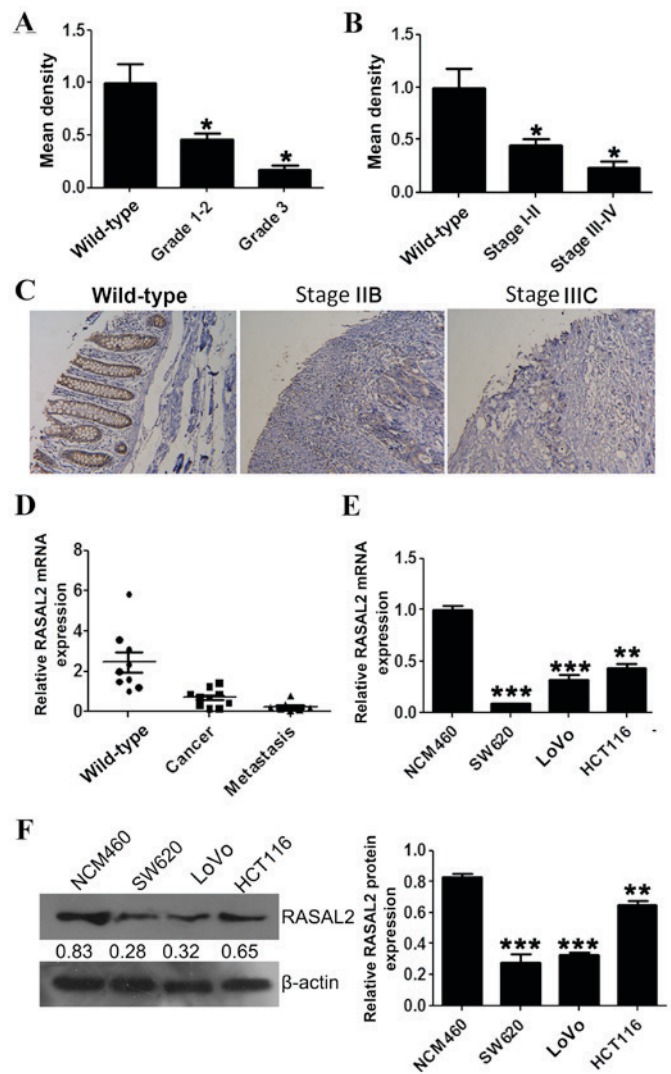 A
Mean density
1.5
1.0
0.5
0.0
*
*
Wild-type
Grade 1-2
Grade 3
B
Mean density
1.5
1.0
0.5
0.0
*
*
Wild-type
Stage I-II
Stage III-IV
C
Wild-type
Stage IIB
Stage IIIC
D
Relative RASAL2 mRNA
expression
8
6
4
2
0
Wild-type
Cancer
Metastasis
E
Relative RASAL2 mRNA
expression
1.5
1.0
0.5
0.0
***
***
**
NCM460
SW620
LoVo
HCT116
-
F
NCM460
SW620
LoVo
HCT116
RASAL2
0.83 0.28 0.32 0.65
β-actin
Relative RASAL2 protein
expression
1.0
0.8
0.6
0.4
0.2
0
***
***
**
NCM460
SW620
LoVo
HCT116